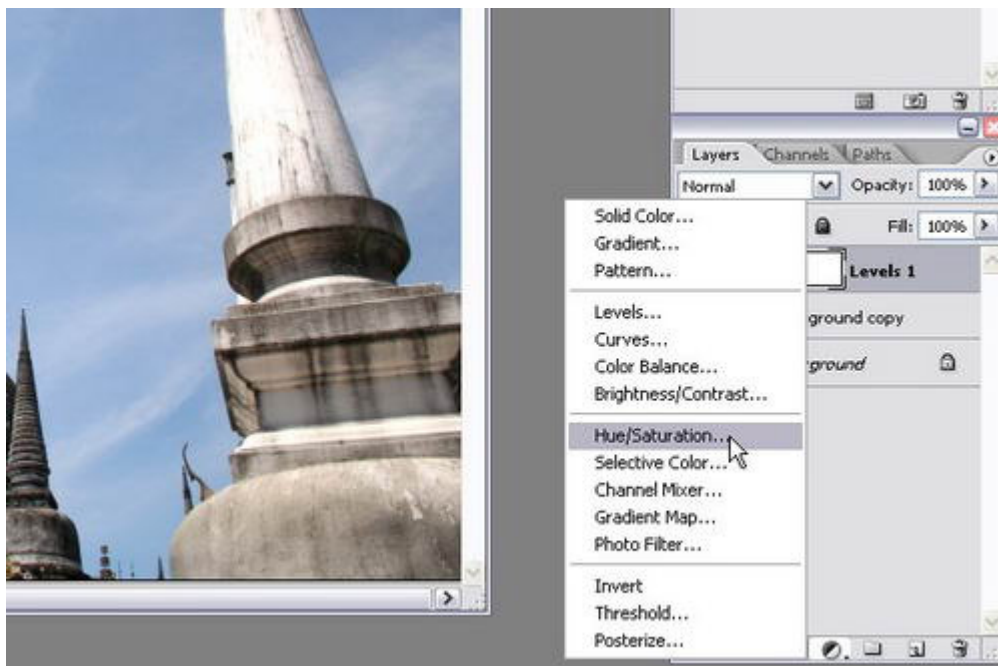 Layers Channels Paths
Normal Opacity: 100%
Fill: 100%
Levels 1
ground copy
ground
Solid Color...
Gradient...
Pattern...
Levels...
Curves...
Color Balance...
Brightness/Contrast...
Hue/Saturation...
Selective Color...
Channel Mixer...
Gradient Map...
Photo Filter...
Invert
Threshold...
Posterize...